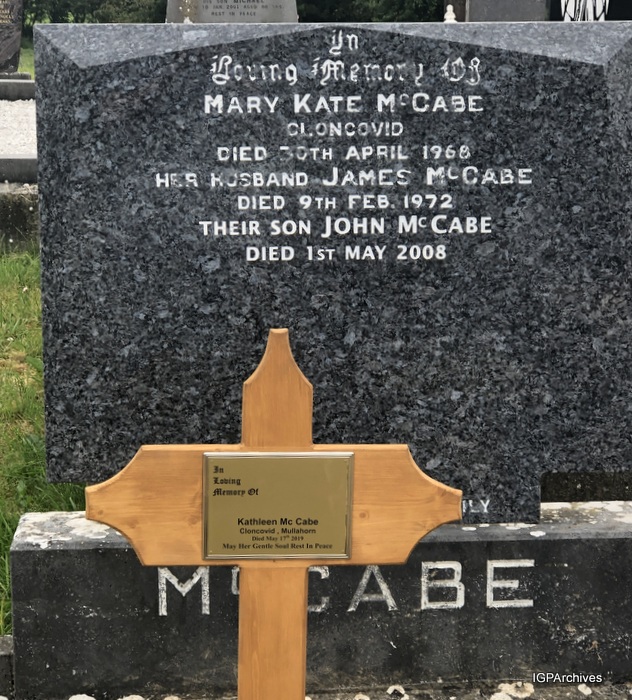 In
Loving Memory Of
MARY KATE McCABE
CLONCOVID
DIED 30TH APRIL 1968
HER HUSBAND JAMES McCABE
DIED 9TH FEB. 1972
THEIR SON JOHN McCABE
DIED 1ST MAY 2008
In
Loving
Memory Of
Kathleen Mc Cabe
Cloncovid , Mullahorn
Died May 17th 2019
May Her Gentle Soul Rest In Peace
McCABE
IGPArchives